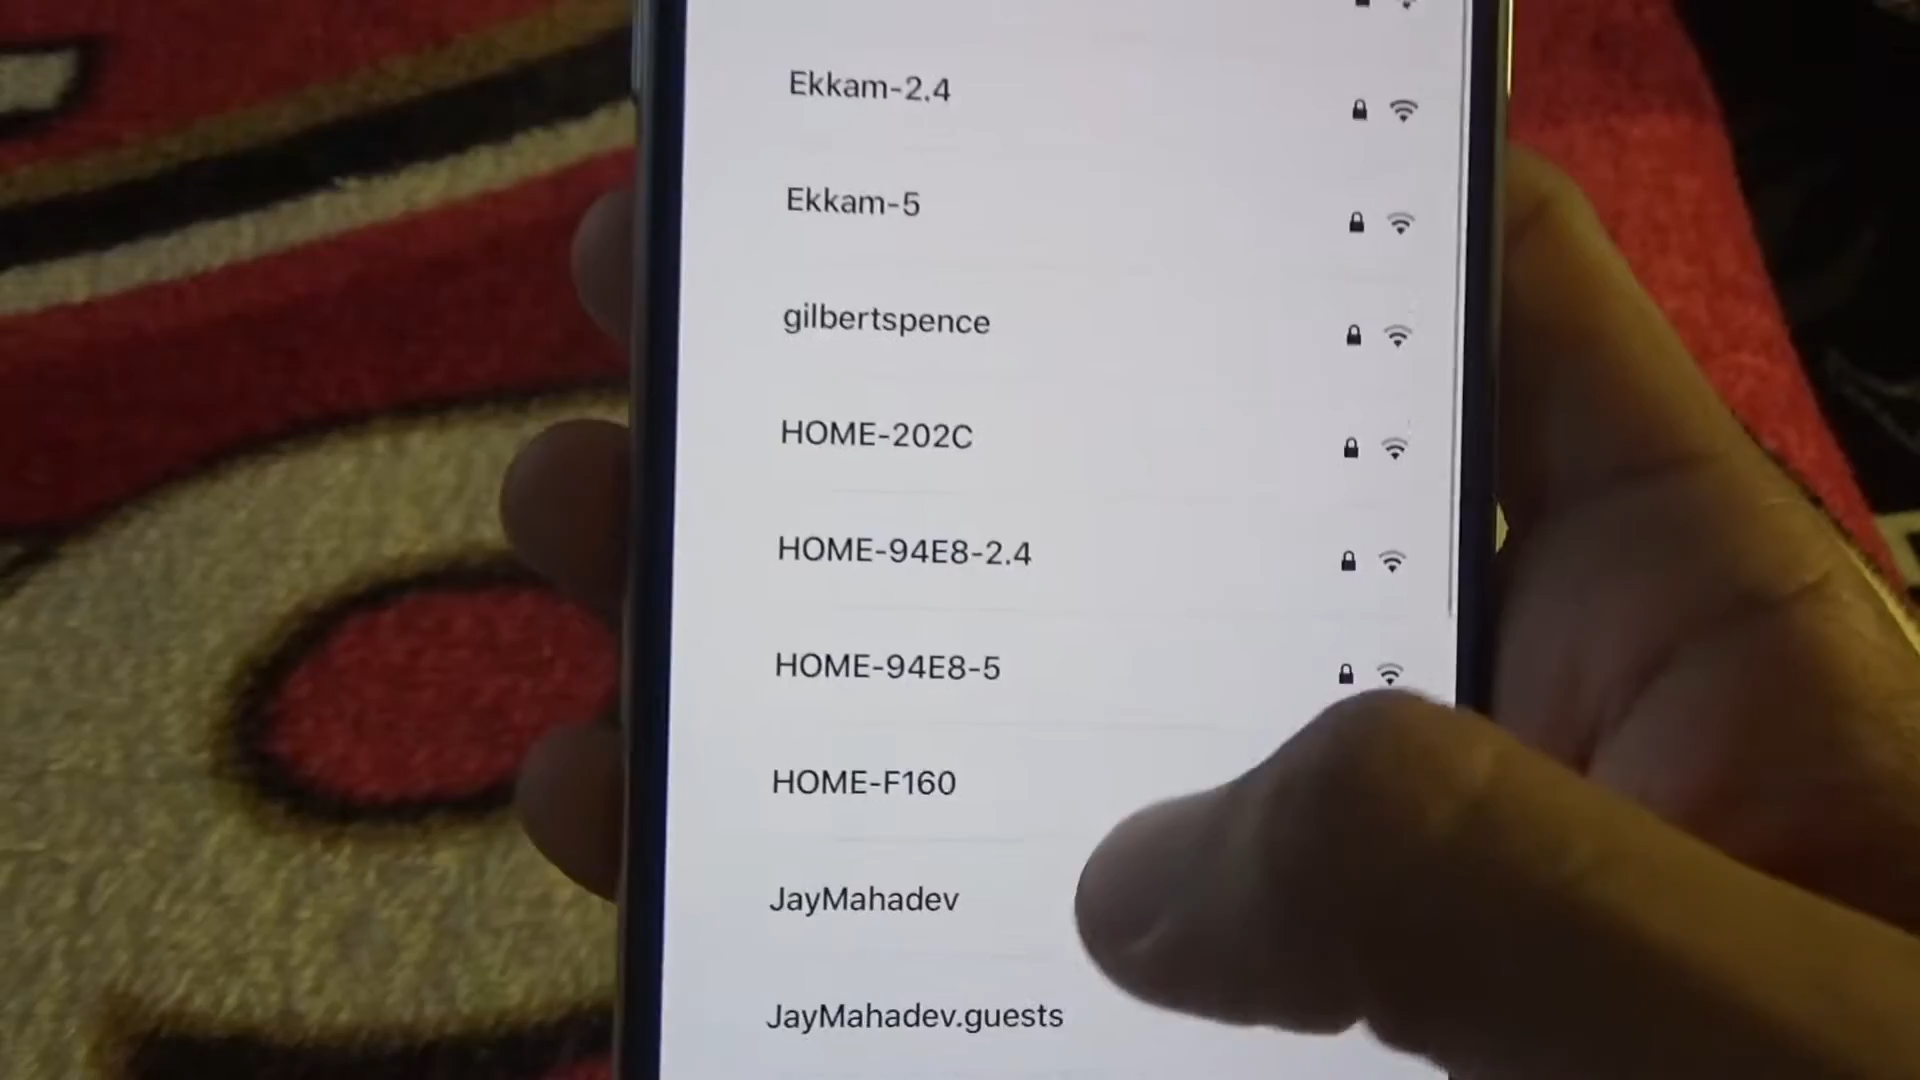 Ekkam-2.4
Ekkam-5
gilbertspence
HOME-202C
HOME-94E8-2.4
HOME-94E8-5
HOME-F160
JayMahadev
JayMahadev.guests